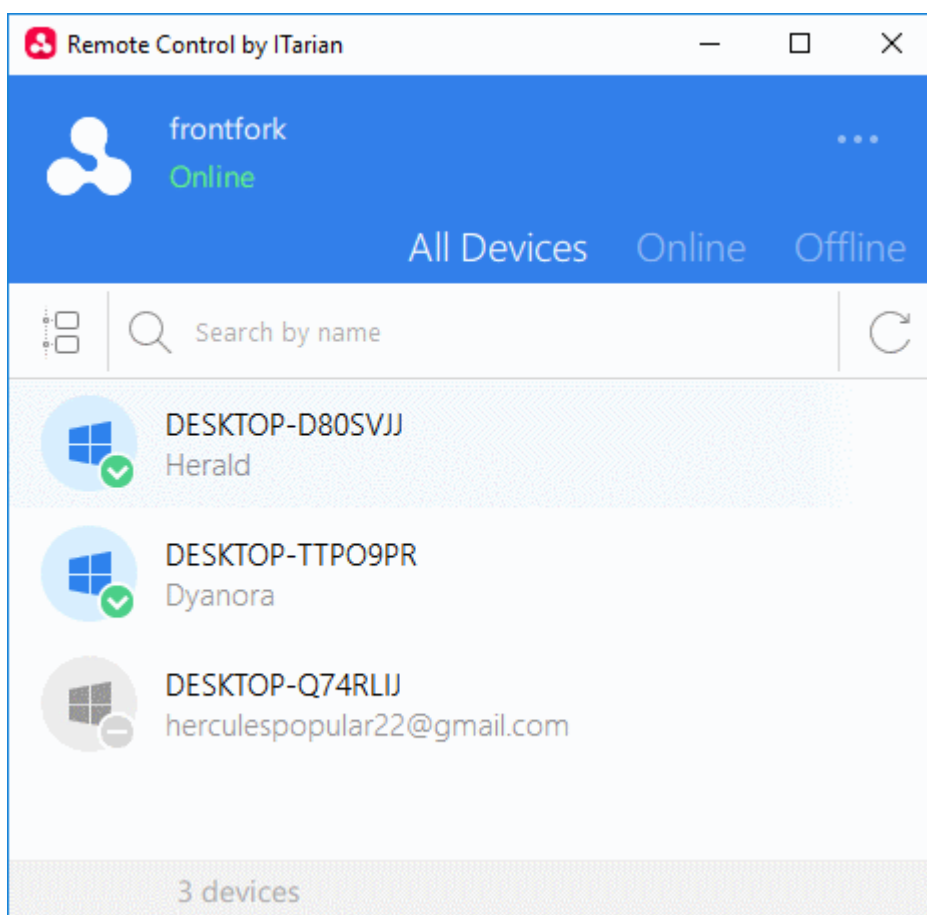 Remote Control by ITarian
frontfork
Online
All Devices Online Offline
Search by name
DESKTOP-D80SVJJ
Herald
DESKTOP-TTPO9PR
Dyanora
DESKTOP-Q74RLIJ
herculespopular22@gmail.com
3 devices